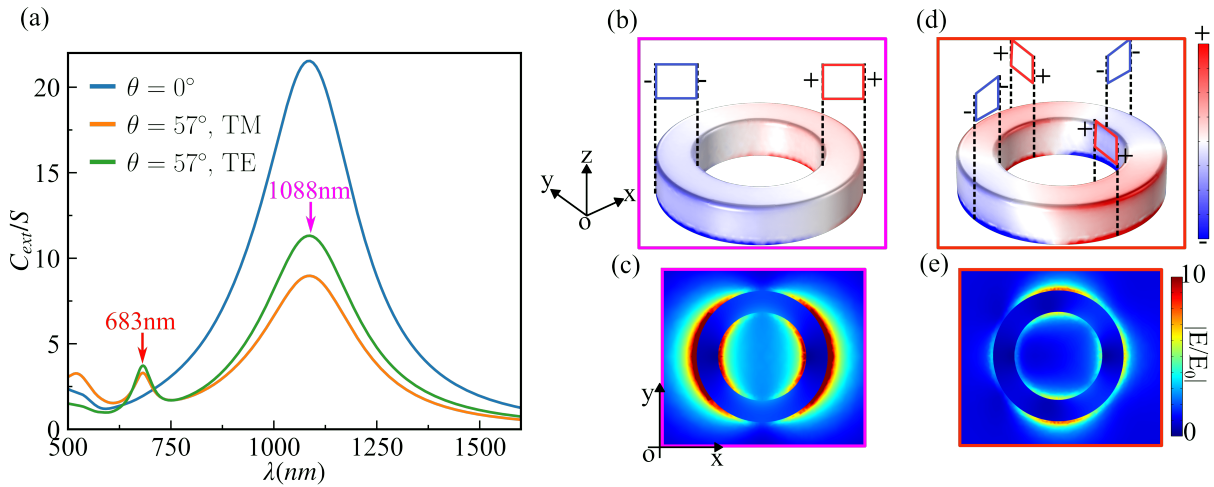 (a)
20
15
10
5
0
500
750
1000
1250
1500
C_ext/S
λ(nm)
θ = 0°
θ = 57°, TM
θ = 57°, TE
1088nm
683nm
(b)
- - + +
z
y
x
o
(c)
y
o
x
(d)
+ + - -
- - + +
+
-
(e)
10
|E/E₀|
0